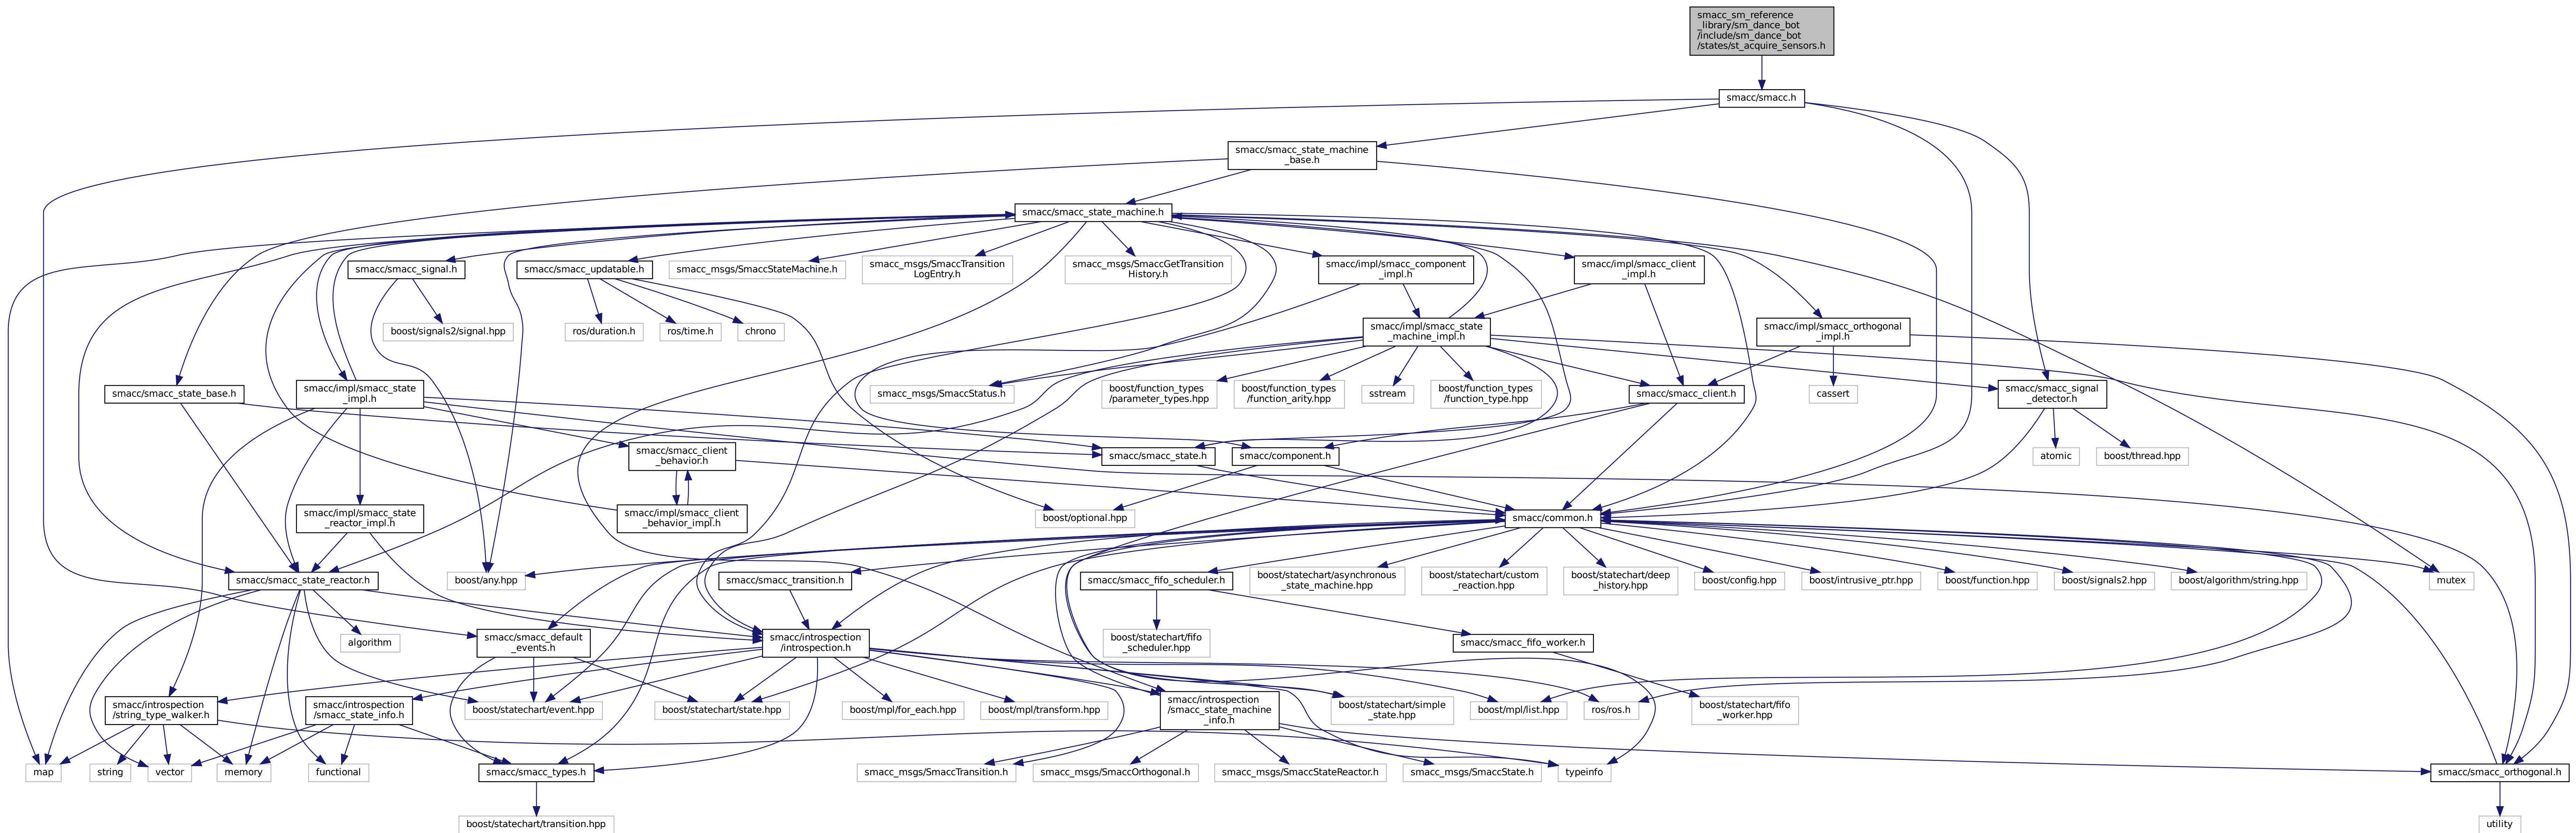 smacc_sm_reference
_library/sm_dance_bot
/include/sm_dance_bot
/states/st_acquire_sensors.h
smacc/smacc.h
smacc/smacc_state_machine
_base.h
smacc/smacc_state_machine.h
smacc/smacc_signal.h
smacc/smacc_updatable.h
smacc_msgs/SmaccStateMachine.h
smacc_msgs/SmaccTransition
LogEntry.h
smacc_msgs/SmaccGetTransition
History.h
smacc/impl/smacc_component
_impl.h
smacc/impl/smacc_client
_impl.h
boost/signals2/signal.hpp
ros/duration.h
ros/time.h
chrono
smacc/impl/smacc_state
_machine_impl.h
smacc/impl/smacc_orthogonal
_impl.h
smacc/smacc_state_base.h
smacc/impl/smacc_state
_impl.h
smacc_msgs/SmaccStatus.h
boost/function_types
/parameter_types.hpp
boost/function_types
/function_arity.hpp
sstream
boost/function_types
/function_type.hpp
smacc/smacc_client.h
cassert
smacc/smacc_signal
_detector.h
smacc/smacc_client
_behavior.h
smacc/smacc_state.h
smacc/component.h
atomic
boost/thread.hpp
smacc/impl/smacc_state
_reactor_impl.h
smacc/impl/smacc_client
_behavior_impl.h
boost/optional.hpp
smacc/common.h
smacc/smacc_state_reactor.h
boost/any.hpp
smacc/smacc_transition.h
smacc/smacc_fifo_scheduler.h
boost/statechart/asynchronous
_state_machine.hpp
boost/statechart/custom
_reaction.hpp
boost/statechart/deep
_history.hpp
boost/config.hpp
boost/intrusive_ptr.hpp
boost/function.hpp
boost/signals2.hpp
boost/algorithm/string.hpp
mutex
algorithm
smacc/smacc_default
_events.h
smacc/introspection
/introspection.h
boost/statechart/fifo
_scheduler.hpp
smacc/smacc_fifo_worker.h
smacc/introspection
/string_type_walker.h
smacc/introspection
/smacc_state_info.h
boost/statechart/event.hpp
boost/statechart/state.hpp
boost/mpl/for_each.hpp
boost/mpl/transform.hpp
smacc/introspection
/smacc_state_machine
_info.h
boost/statechart/simple
_state.hpp
boost/mpl/list.hpp
ros/ros.h
boost/statechart/fifo
_worker.hpp
map
string
vector
memory
functional
smacc/smacc_types.h
smacc_msgs/SmaccTransition.h
smacc_msgs/SmaccOrthogonal.h
smacc_msgs/SmaccStateReactor.h
smacc_msgs/SmaccState.h
typeinfo
smacc/smacc_orthogonal.h
boost/statechart/transition.hpp
utility